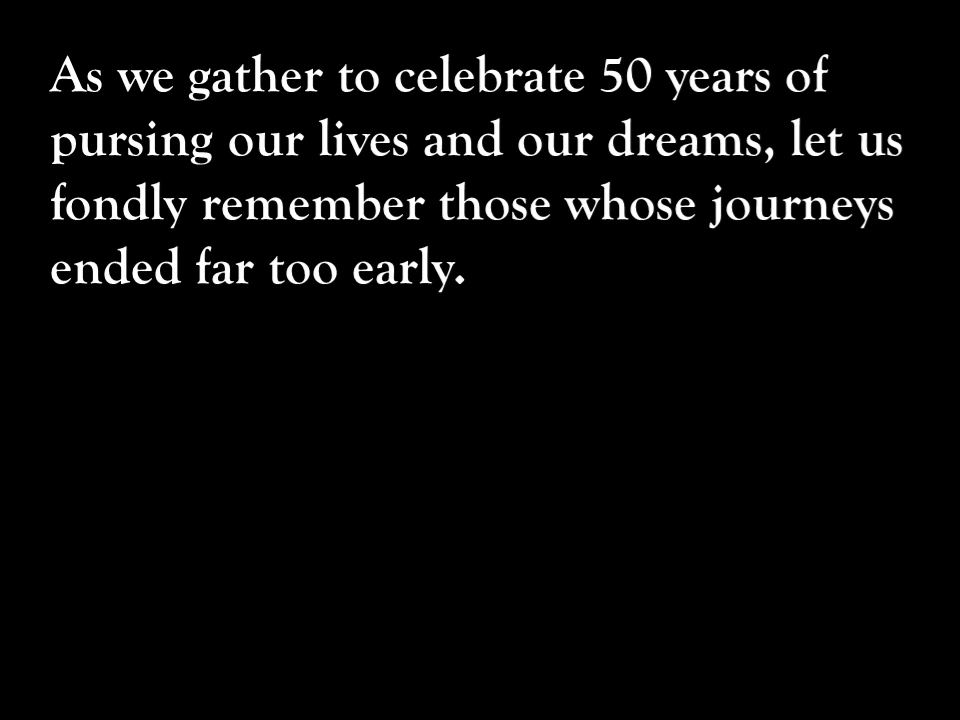 As we gather to celebrate 50 years of
pursing our lives and our dreams, let us
fondly remember those whose journeys
ended far too early.